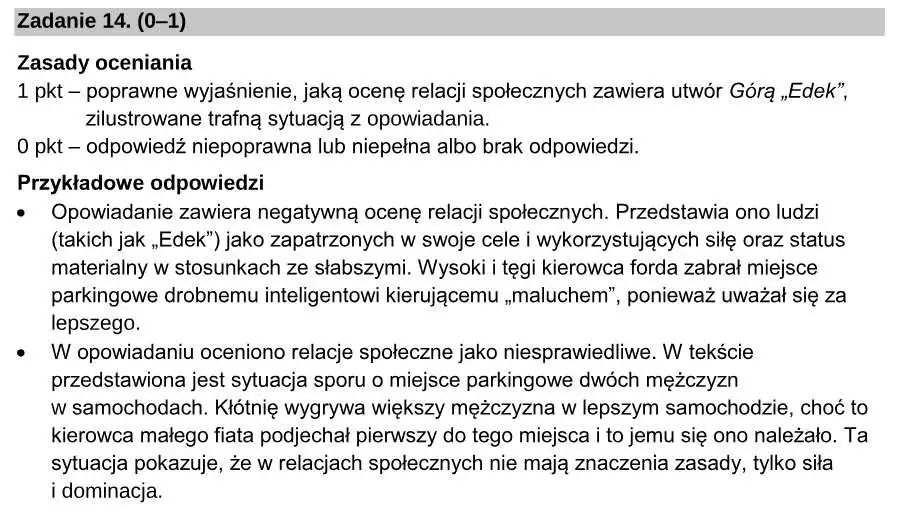 Zadanie 14. (0–1)
Zasady oceniania
1 pkt – poprawne wyjaśnienie, jaką ocenę relacji społecznych zawiera utwór Górą „Edek”,
zilustrowane trafną sytuacją z opowiadania.
0 pkt – odpowiedź niepoprawna lub niepełna albo brak odpowiedzi.
Przykładowe odpowiedzi
• Opowiadanie zawiera negatywną ocenę relacji społecznych. Przedstawia ono ludzi
(takich jak „Edek”) jako zapatrzonych w swoje cele i wykorzystujących siłę oraz status
materialny w stosunkach ze słabszymi. Wysoki i tęgi kierowca forda zabrał miejsce
parkingowe drobnemu inteligentowi kierującemu „maluchem”, ponieważ uważał się za
lepszego.
• W opowiadaniu oceniono relacje społeczne jako niesprawiedliwe. W tekście
przedstawiona jest sytuacja sporu o miejsce parkingowe dwóch mężczyzn
w samochodach. Kłótnię wygrywa większy mężczyzna w lepszym samochodzie, choć to
kierowca małego fiata podjechał pierwszy do tego miejsca i to jemu się ono należało. Ta
sytuacja pokazuje, że w relacjach społecznych nie mają znaczenia zasady, tylko siła
i dominacja.